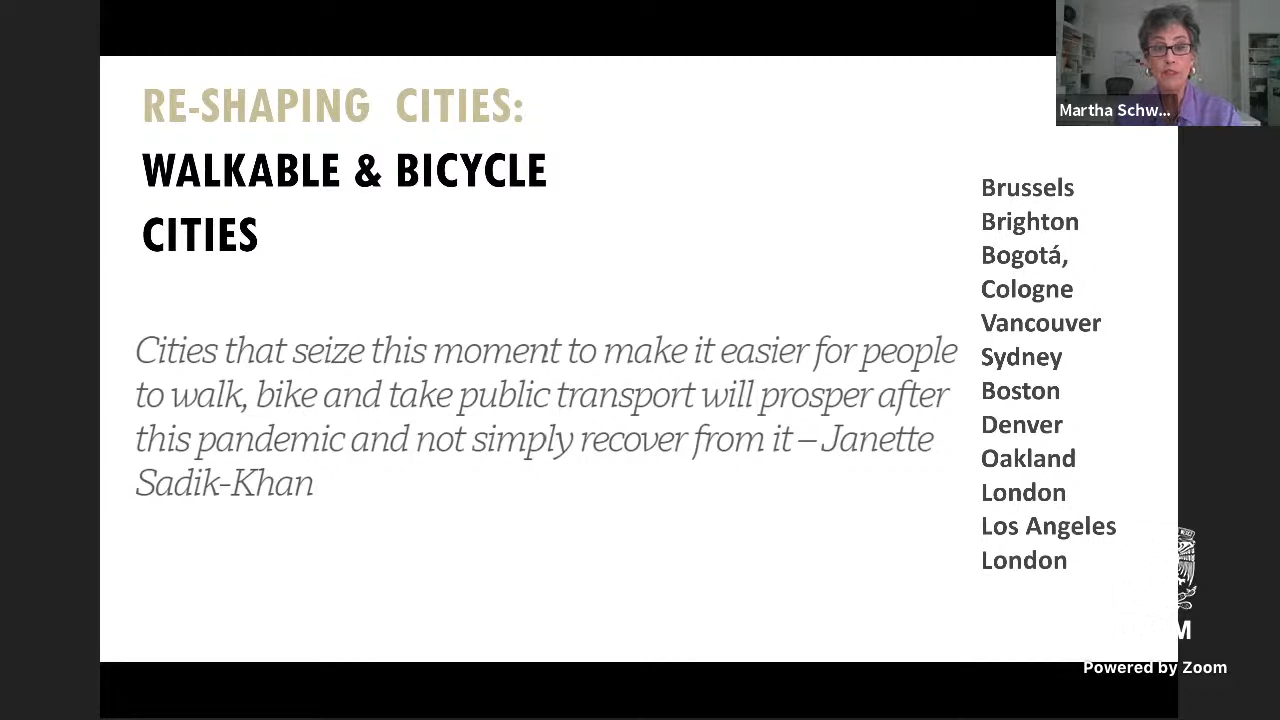 RE-SHAPING CITIES:
WALKABLE & BICYCLE
CITIES
Cities that seize this moment to make it easier for people
to walk, bike and take public transport will prosper after
this pandemic and not simply recover from it – Janette
Sadik-Khan
Brussels
Brighton
Bogotá,
Cologne
Vancouver
Sydney
Boston
Denver
Oakland
London
Los Angeles
London
Martha Schw...
Powered by Zoom